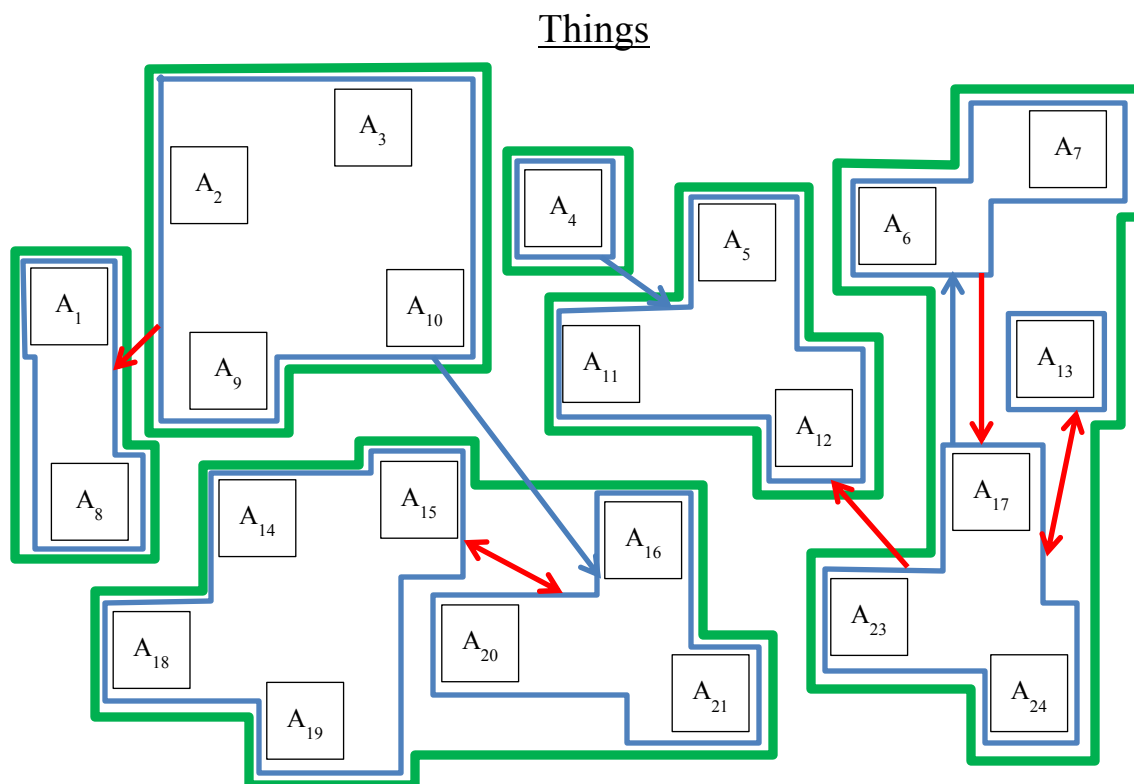 Things
A₃
A₇
A₂
A₄
A₅
A₆
A₁
A₁₀
A₁₃
A₉
A₁₁
A₁₂
A₁₅
A₁₇
A₈
A₁₄
A₁₆
A₂₃
A₁₈
A₂₀
A₂₄
A₂₁
A₁₉